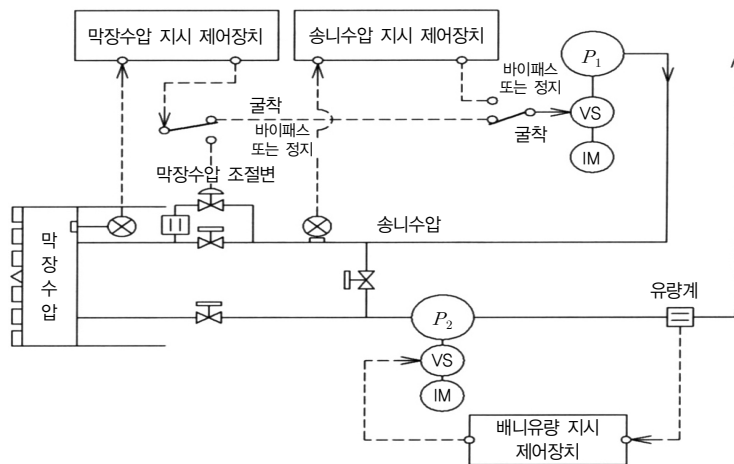 막장수압 지시 제어장치
송니수압 지시 제어장치
P1
바이패스
또는 정지
굴착
바이패스
또는 정지
VS
굴착
IM
막장수압 조절변
송니수압
막장수압
유량계
P2
VS
IM
배니유량 지시
제어장치